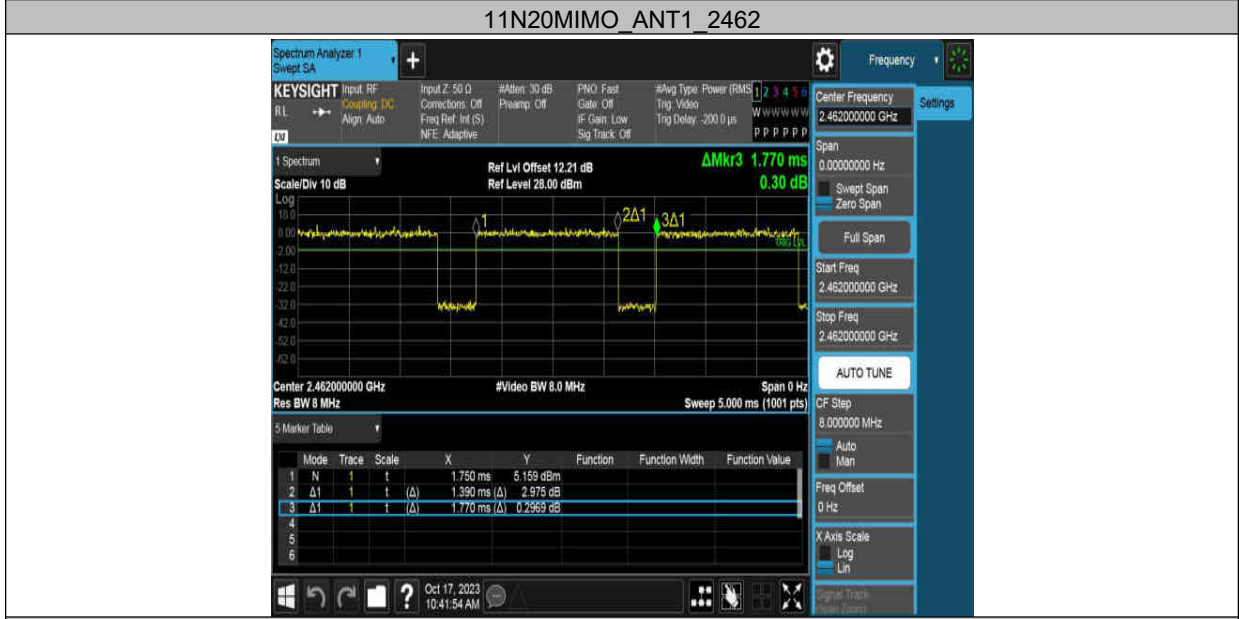 11N20MIMO_ANT1_2462
Spectrum Analyzer 1
Swept SA
Frequency
KEYSIGHT Input: RF
RL
Coupling: DC
Align: Auto
LXI
Input Z: 50 Ω
Corrections: Off
Freq Ref: Int (S)
NFE: Adaptive
#Atten: 30 dB
Preamp: Off
PNO: Fast
Gate: Off
IF Gain: Low
Sig Track: Off
#Avg Type: Power (RMS
Trig: Video
Trig Delay: -200.0 µs
1 2 3 4 5 6
W W W W W W
P P P P P P
Center Frequency
2.462000000 GHz
Settings
1 Spectrum
Scale/Div 10 dB
Ref Lvl Offset 12.21 dB
Ref Level 28.00 dBm
ΔMkr3 1.770 ms
0.30 dB
Span
0.00000000 Hz
Swept Span
Zero Span
Full Span
Start Freq
2.462000000 GHz
Stop Freq
2.462000000 GHz
AUTO TUNE
CF Step
8.000000 MHz
Auto
Man
Freq Offset
0 Hz
X Axis Scale
Log
Lin
Signal Track
(Span Zoom)
Log
18.0
8.00
-2.00
-12.0
-22.0
-32.0
-42.0
-52.0
-62.0
1
2Δ1
3Δ1
TRIG LVL
Center 2.462000000 GHz
#Video BW 8.0 MHz
Span 0 Hz
Res BW 8 MHz
Sweep 5.000 ms (1001 pts)
5 Marker Table
Mode Trace Scale X Y Function Function Width Function Value
1 N 1 t 1.750 ms 5.159 dBm
2 Δ1 1 t (Δ) 1.390 ms (Δ) 2.975 dB
3 Δ1 1 t (Δ) 1.770 ms (Δ) 0.2969 dB
4
5
6
Oct 17, 2023
10:41:54 AM